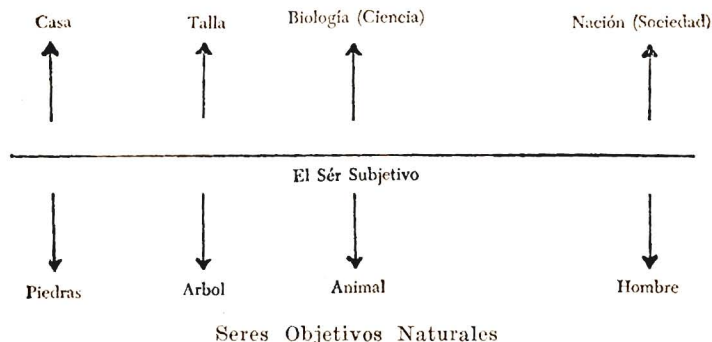 Casa Talla Biología (Ciencia) Nación (Sociedad)
El Sér Subjetivo
Piedras Arbol Animal Hombre
Seres Objetivos Naturales